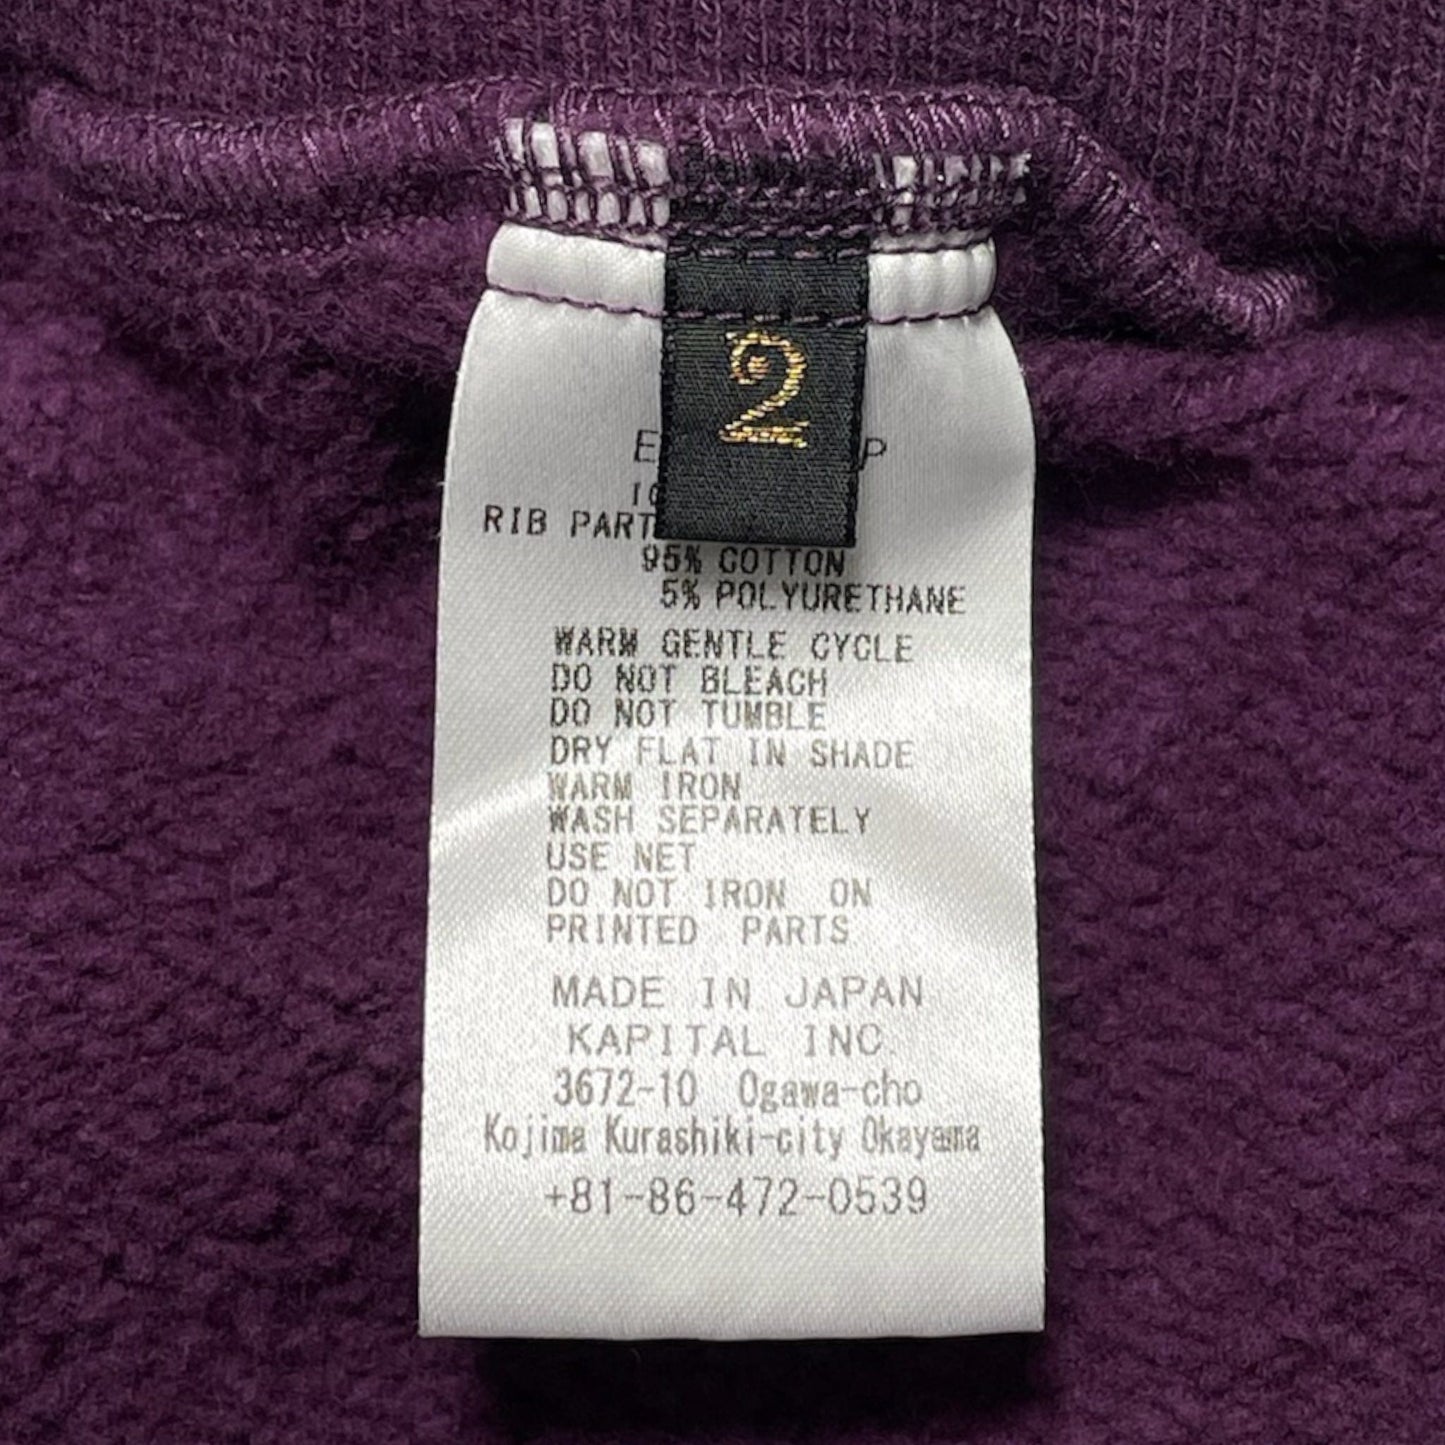 2
RIB PART
95% COTTON
5% POLYURETHANE
WARM GENTLE CYCLE
DO NOT BLEACH
DO NOT TUMBLE
DRY FLAT IN SHADE
WARM IRON
WASH SEPARATELY
USE NET
DO NOT IRON ON
PRINTED PARTS
MADE IN JAPAN
KAPITAL INC.
3672-10 Ogawa-cho
Kojima Kurashiki-city Okayama
+81-86-472-0539